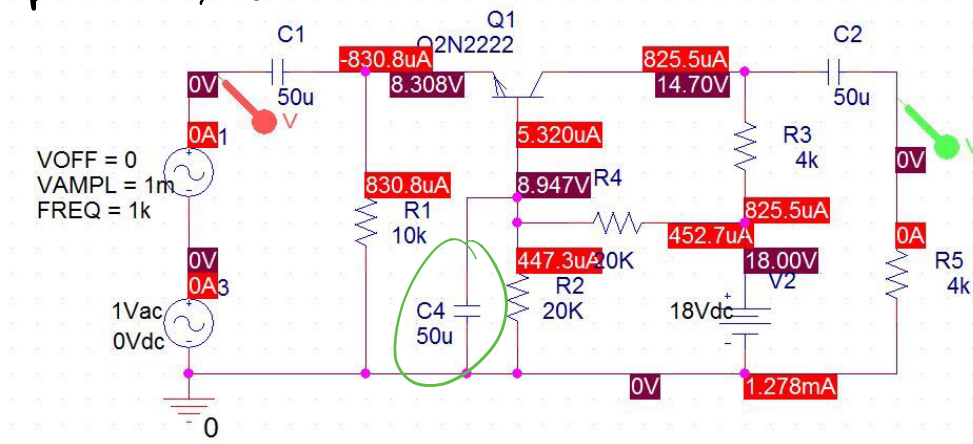 Q1
C1
Q2N2222
C2
-830.8uA
825.5uA
0V
8.308V
14.70V
50u
50u
V
V
0A
1
5.320uA
R3
4k
VOFF = 0
VAMPL = 1m
FREQ = 1k
0V
830.8uA
8.947V
R4
R1
10k
825.5uA
452.7uA
0A
0V
447.3uA
20K
18.00V
R5
4k
0A
3
R2
20K
V2
1Vac
0Vdc
C4
50u
18Vdc
+
-
0V
1.278mA
0